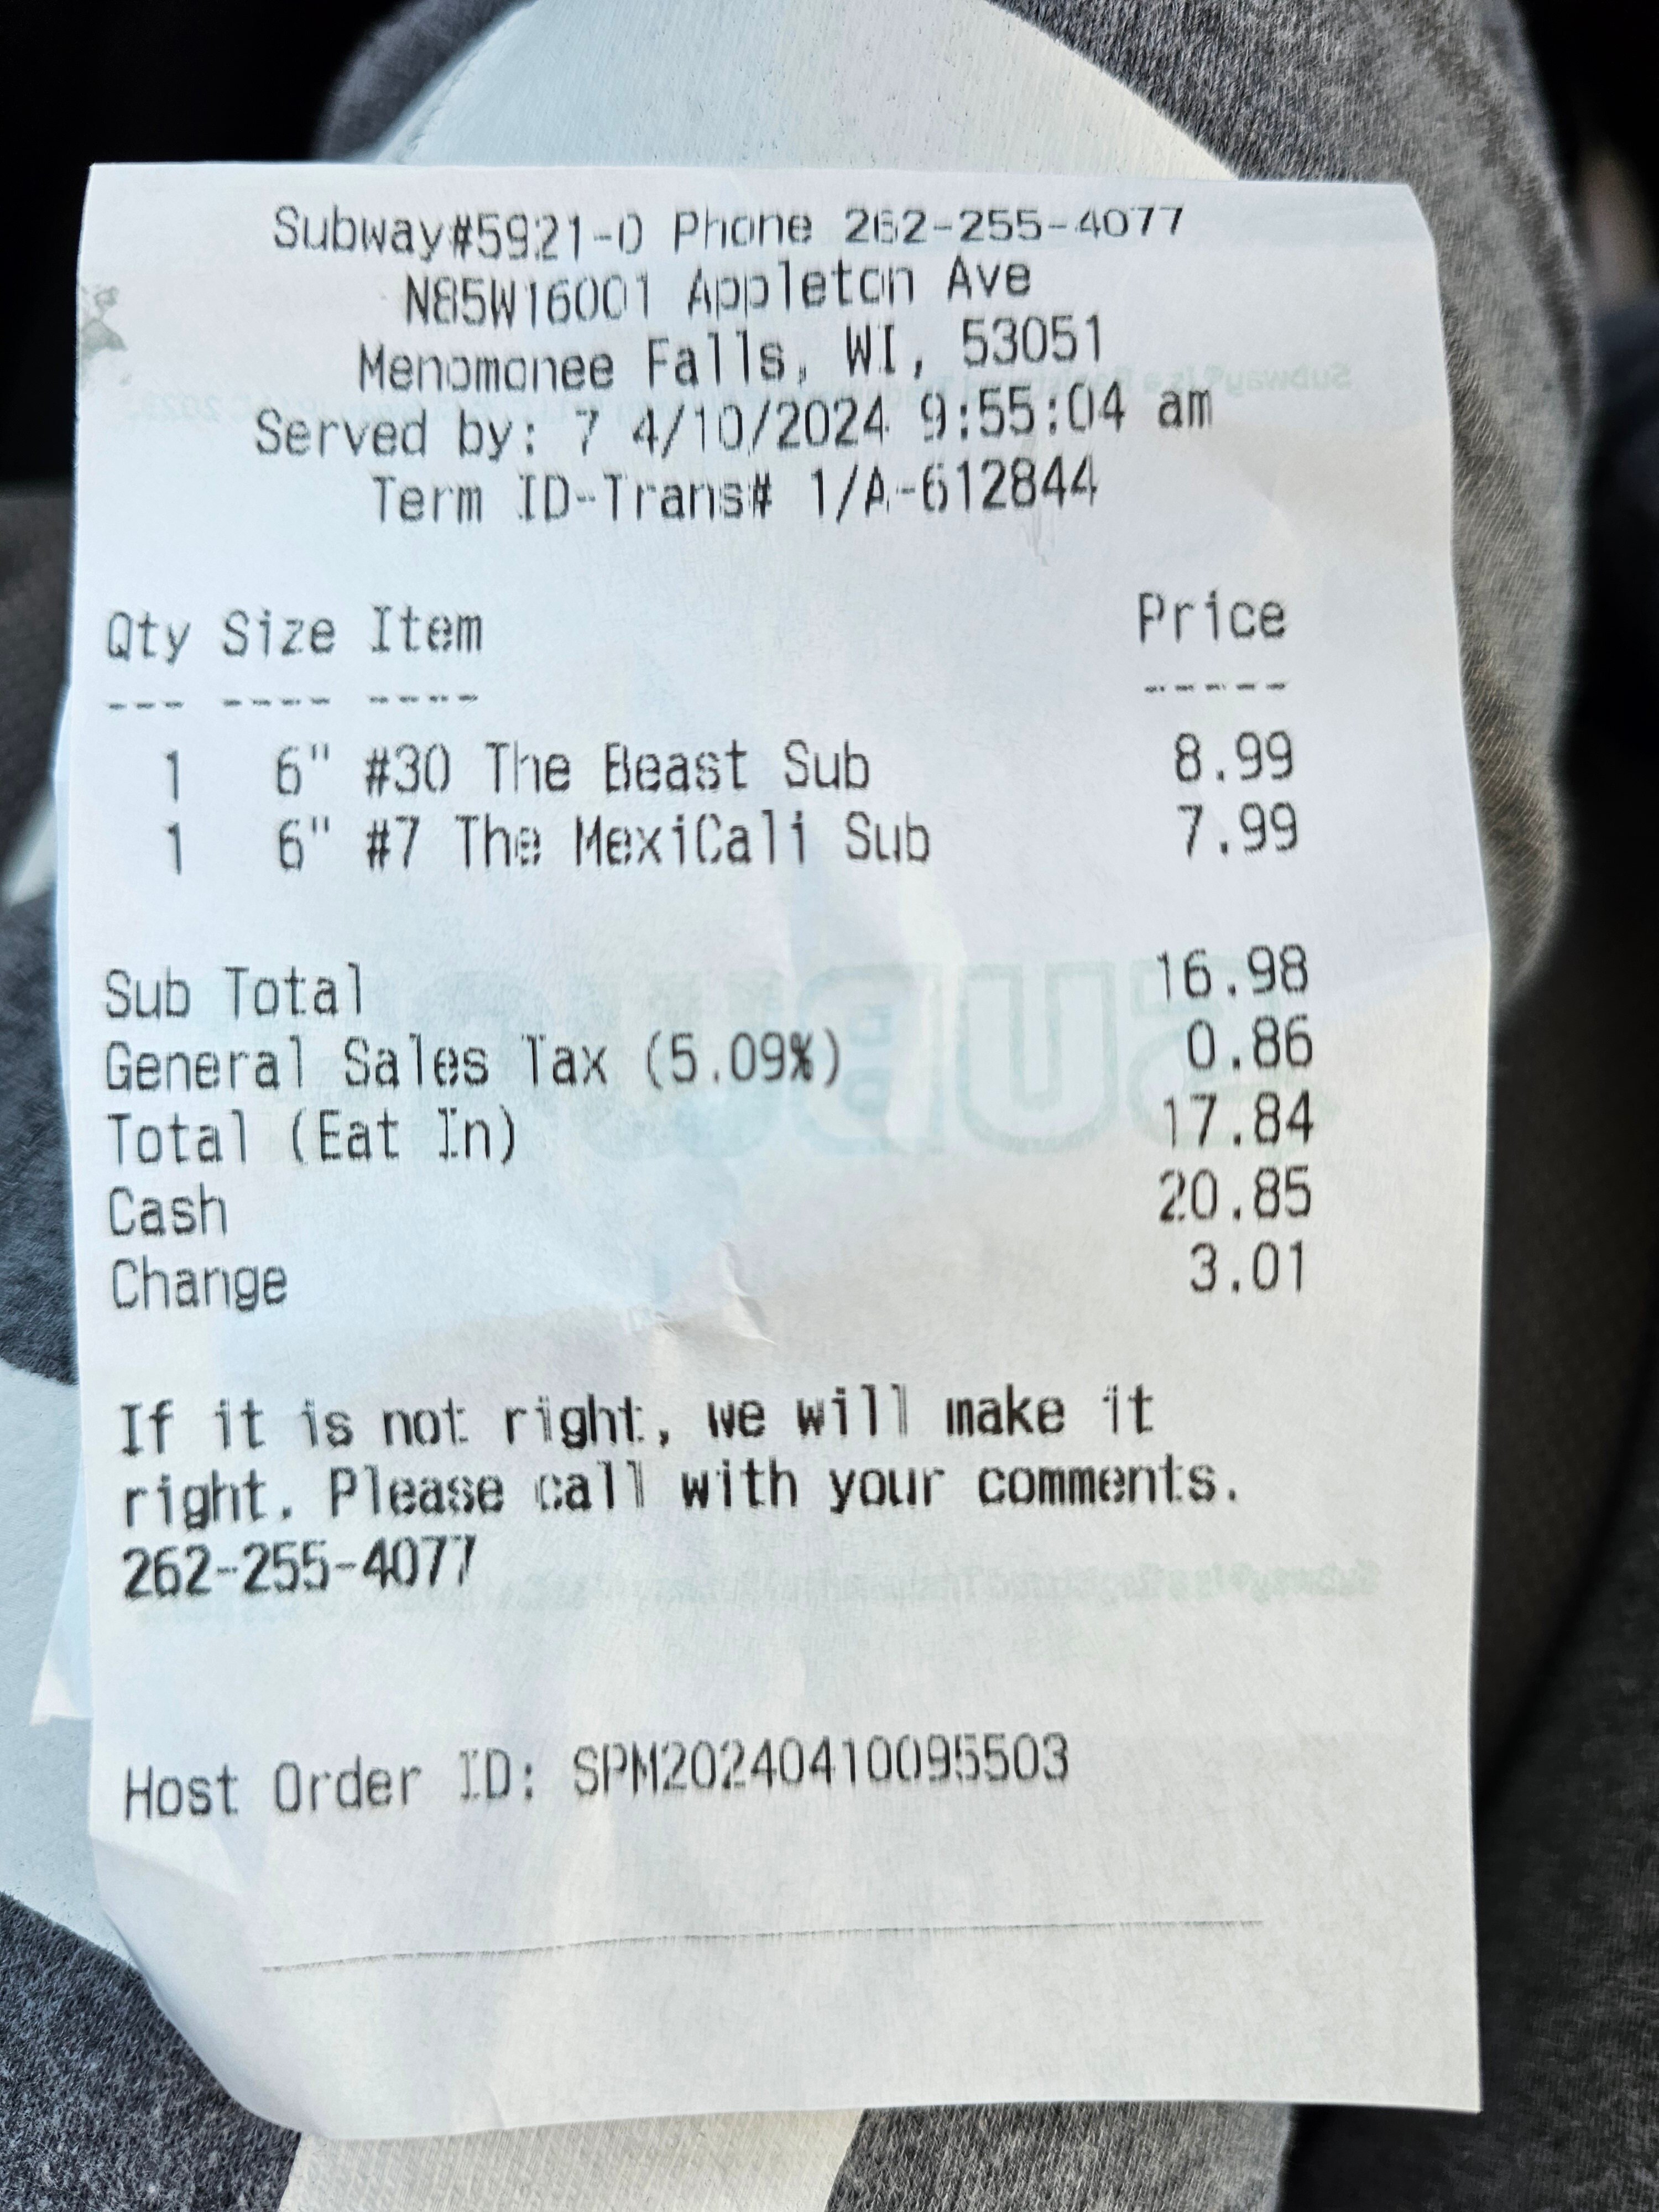 Subway#5921-0 Phone 262-255-4077
N85W16001 Appleton Ave
Menomonee Falls, WI, 53051
Served by: 7 4/10/2024 9:55:04 am
Term ID-Trans# 1/A-612844
Qty Size Item Price
--- ---- ---- -----
1 6" #30 The Beast Sub 8.99
1 6" #7 The MexiCali Sub 7.99
Sub Total 16.98
General Sales Tax (5.09%) 0.86
Total (Eat In) 17.84
Cash 20.85
Change 3.01
If it is not right, we will make it
right. Please call with your comments.
262-255-4077
Host Order ID: SPM20240410095503